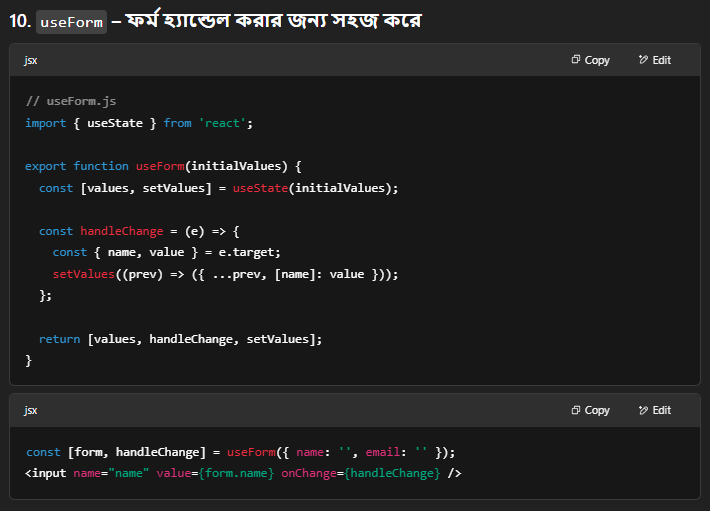 10. useForm – ফর্ম হ্যান্ডেল করার জন্য সহজ করে
jsx Copy Edit
// useForm.js
import { useState } from 'react';
export function useForm(initialValues) {
const [values, setValues] = useState(initialValues);
const handleChange = (e) => {
const { name, value } = e.target;
setValues((prev) => ({ ...prev, [name]: value }));
};
return [values, handleChange, setValues];
}
jsx Copy Edit
const [form, handleChange] = useForm({ name: '', email: '' });
<input name="name" value={form.name} onChange={handleChange} />